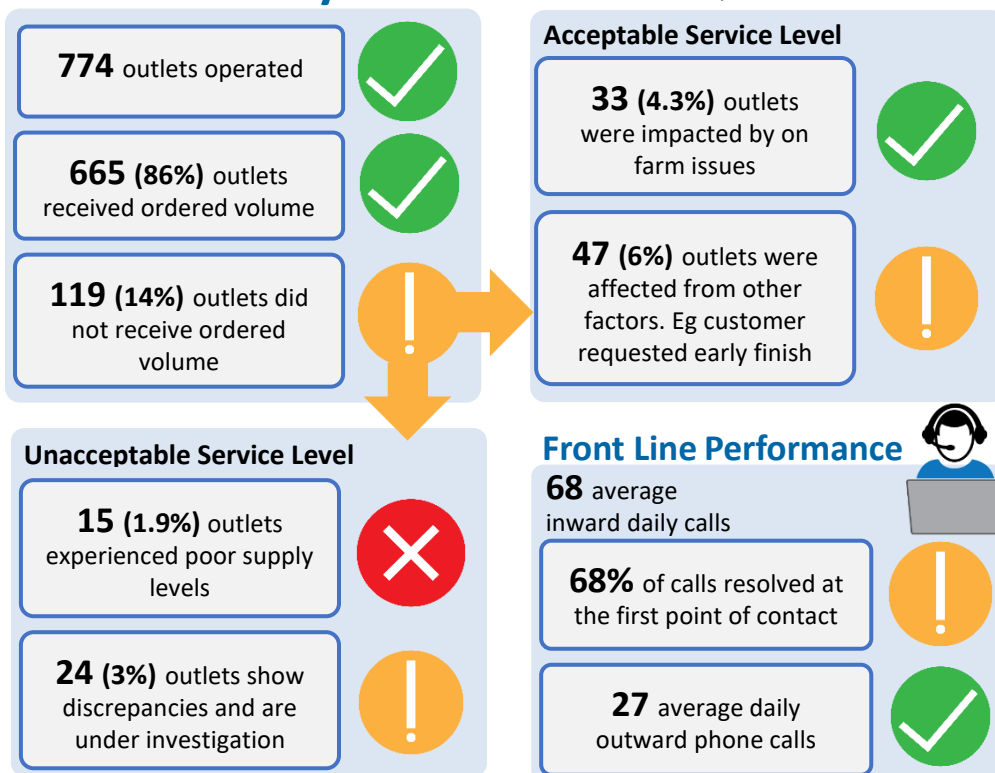 774 outlets operated
665 (86%) outlets
received ordered volume
119 (14%) outlets did
not receive ordered
volume
Acceptable Service Level
33 (4.3%) outlets
were impacted by on
farm issues
47 (6%) outlets were
affected from other
factors. Eg customer
requested early finish
Unacceptable Service Level
15 (1.9%) outlets
experienced poor supply
levels
24 (3%) outlets show
discrepancies and are
under investigation
Front Line Performance
68 average
inward daily calls
68% of calls resolved at
the first point of contact
27 average daily
outward phone calls